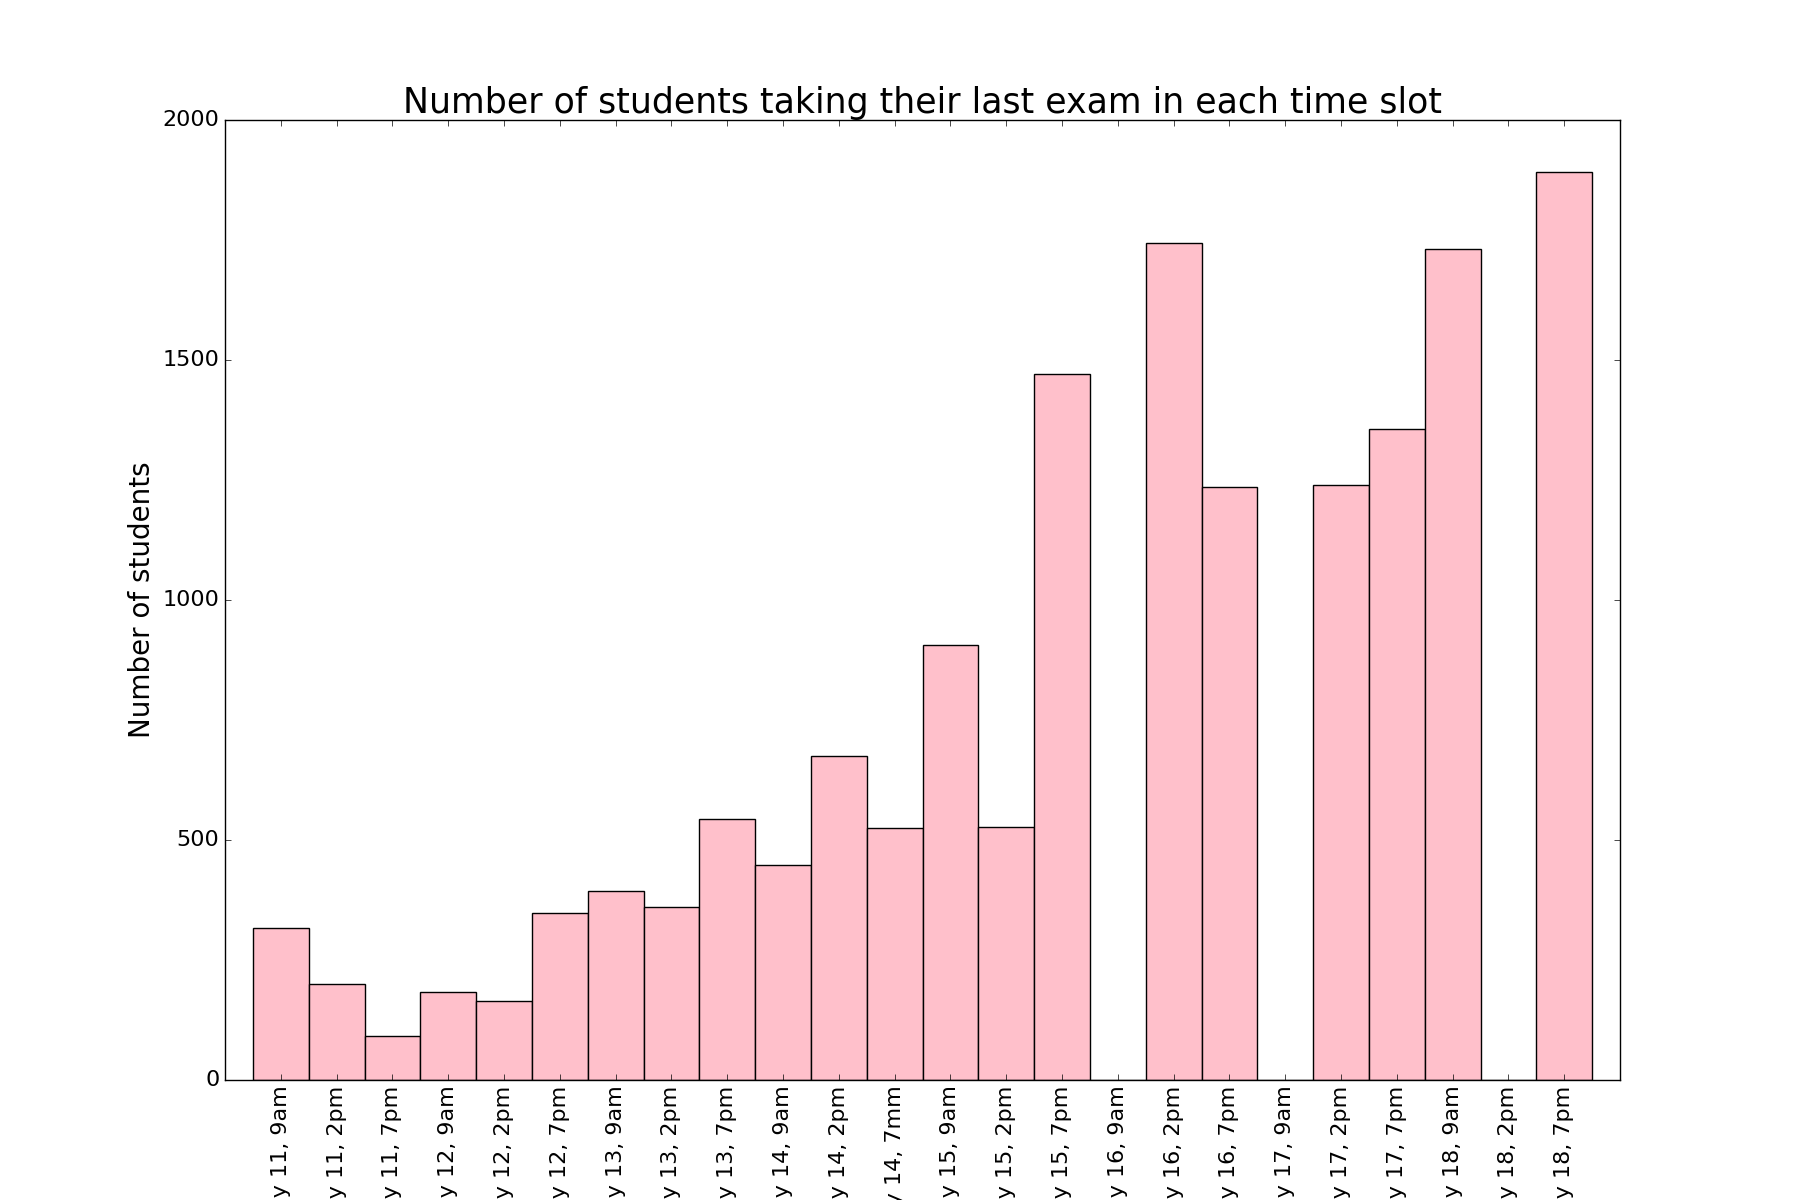 Number of students taking their last exam in each time slot
Number of students
2000
1500
1000
500
0
y 11, 9am
y 11, 2pm
y 11, 7pm
y 12, 9am
y 12, 2pm
y 12, 7pm
y 13, 9am
y 13, 2pm
y 13, 7pm
y 14, 9am
y 14, 2pm
y 14, 7mm
y 15, 9am
y 15, 2pm
y 15, 7pm
y 16, 9am
y 16, 2pm
y 16, 7pm
y 17, 9am
y 17, 2pm
y 17, 7pm
y 18, 9am
y 18, 2pm
y 18, 7pm